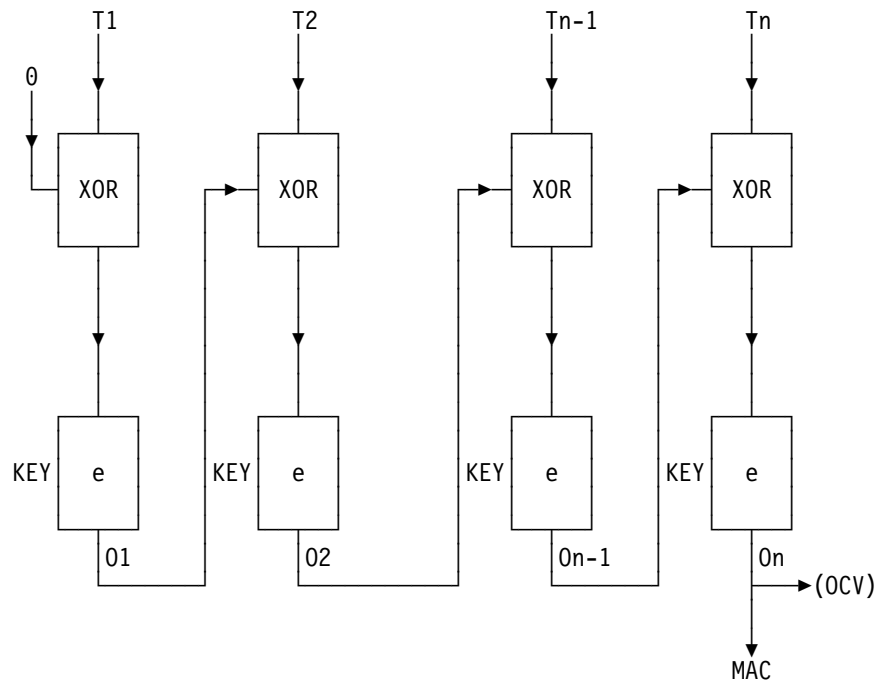 T1 T2 Tn-1 Tn
0
XOR XOR XOR XOR
KEY e KEY e KEY e KEY e
O1 O2 On-1 On
(OCV)
MAC